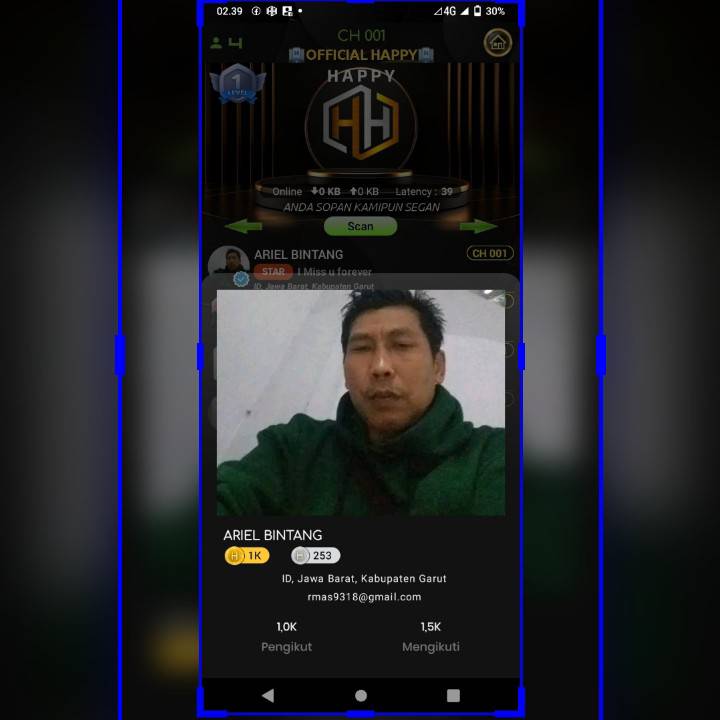 02.39 4G 30%
4 CH 001
OFFICIAL HAPPY
1
LEVEL
HAPPY
Online 0 KB 0 KB Latency : 39
ANDA SOPAN KAMIPUN SEGAN
Scan
ARIEL BINTANG CH 001
STAR I Miss u forever
ID, Jawa Barat, Kabupaten Garut
ARIEL BINTANG
H 1K H 253
ID, Jawa Barat, Kabupaten Garut
rmas9318@gmail.com
1,0K 1,5K
Pengikut Mengikuti